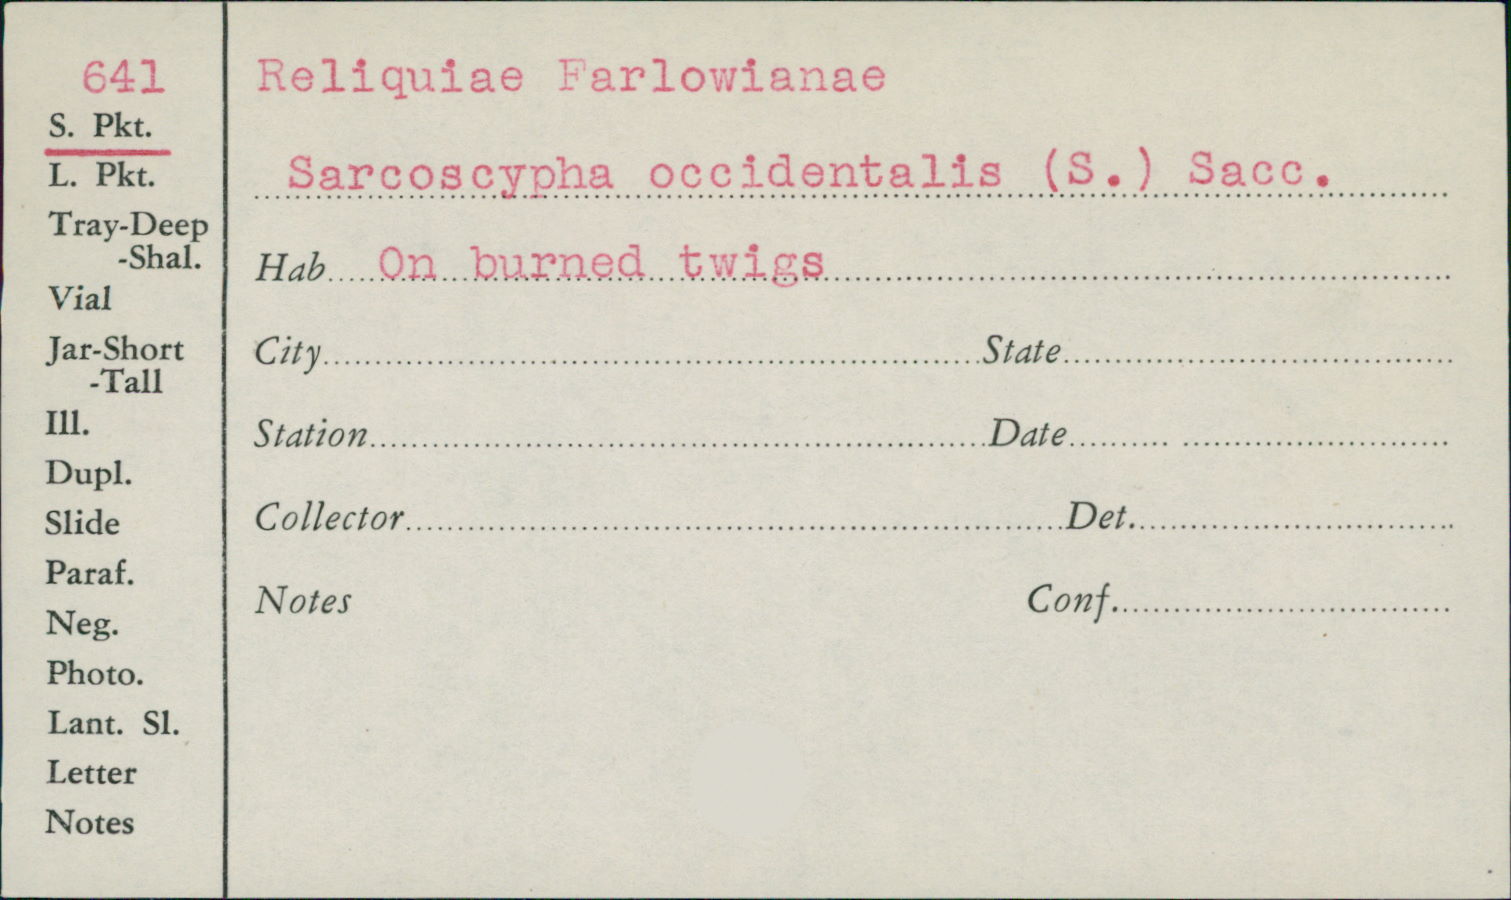 641
S. Pkt.
L. Pkt.
Tray-Deep
-Shal.
Vial
Jar-Short
-Tall
Ill.
Dupl.
Slide
Paraf.
Neg.
Photo.
Lant. Sl.
Letter
Notes
Reliquiae Farlowianae
Sarcoscypha occidentalis (S.) Sacc.
Hab On burned twigs
City State
Station Date
Collector Det.
Notes Conf.